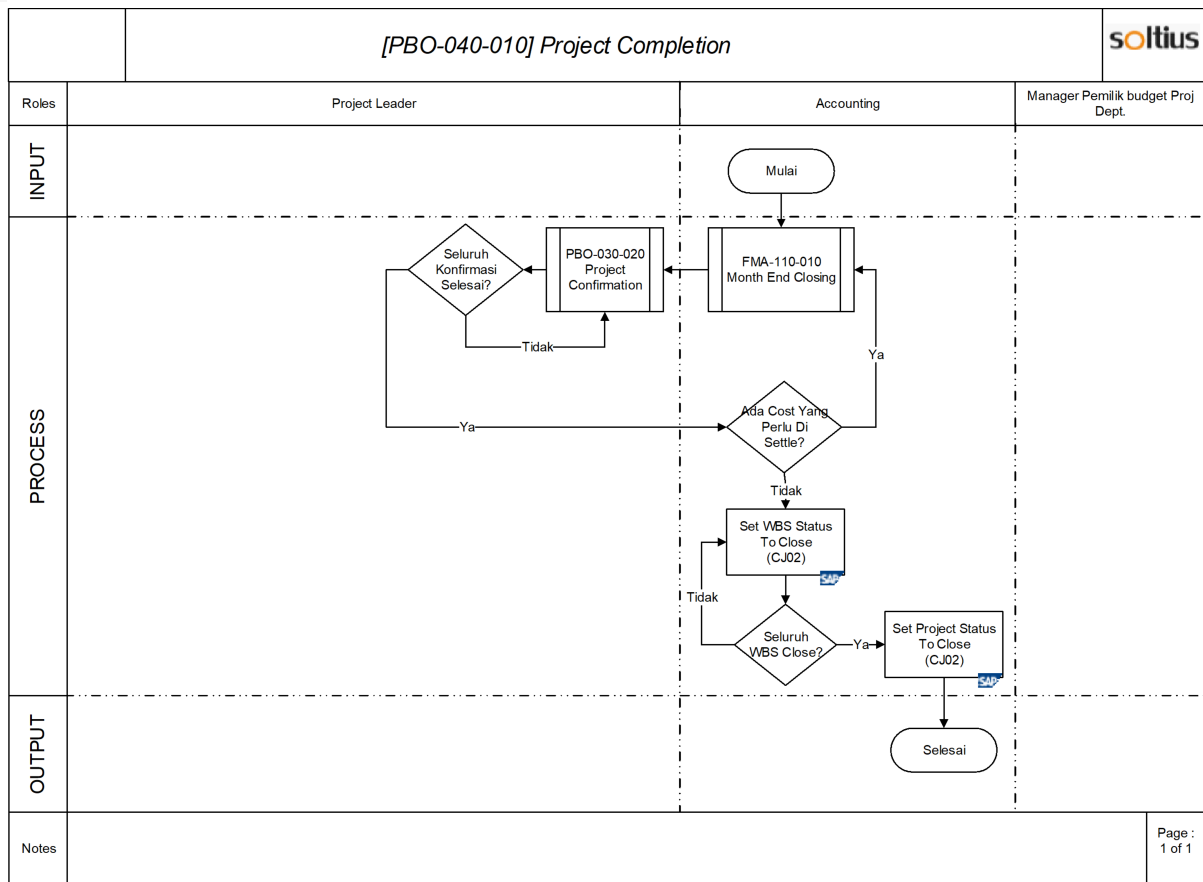 [PBO-040-010] Project Completion
soltius
Roles
Project Leader
Accounting
Manager Pemilik budget Proj
Dept.
INPUT
Mulai
PROCESS
Seluruh
Konfirmasi
Selesai?
PBO-030-020
Project
Confirmation
FMA-110-010
Month End Closing
Tidak
Ya
Ada Cost Yang
Perlu Di
Settle?
Ya
Tidak
Set WBS Status
To Close
(CJ02)
SAP
Tidak
Seluruh
WBS Close?
Ya
Set Project Status
To Close
(CJ02)
SAP
OUTPUT
Selesai
Notes
Page :
1 of 1